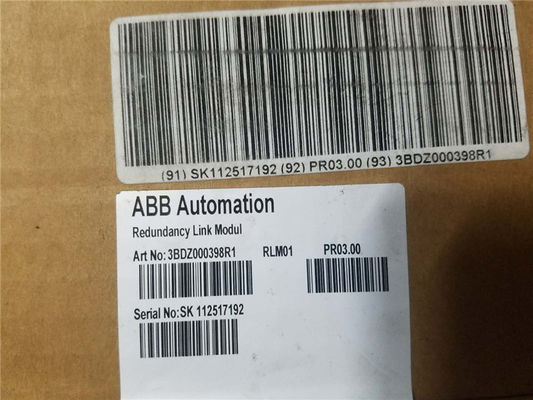 (91) SK112517192 (92) PR03.00 (93) 3BDZ000398R1
ABB Automation
Redundancy Link Modul
Art No: 3BDZ000398R1 RLM01 PR03.00
Serial No: SK 112517192